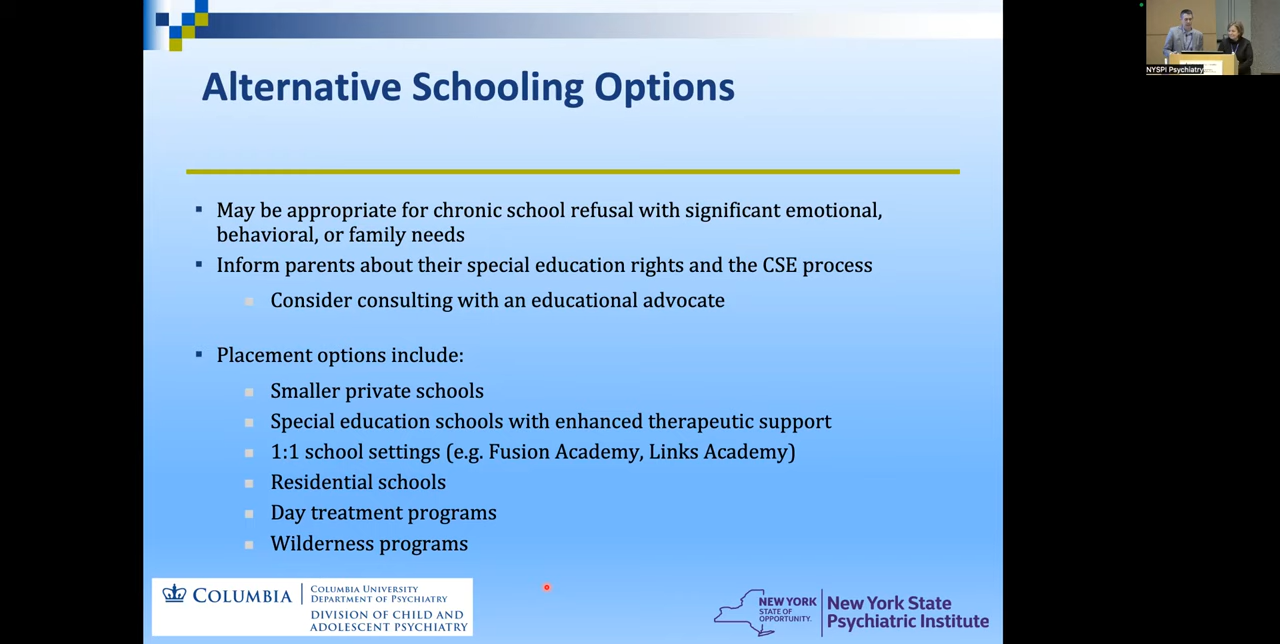 Alternative Schooling Options
May be appropriate for chronic school refusal with significant emotional,
behavioral, or family needs
Inform parents about their special education rights and the CSE process
Consider consulting with an educational advocate
Placement options include:
Smaller private schools
Special education schools with enhanced therapeutic support
1:1 school settings (e.g. Fusion Academy, Links Academy)
Residential schools
Day treatment programs
Wilderness programs
COLUMBIA
COLUMBIA UNIVERSITY
DEPARTMENT OF PSYCHIATRY
DIVISION OF CHILD AND
ADOLESCENT PSYCHIATRY
NEW YORK
STATE OF
OPPORTUNITY.
New York State
Psychiatric Institute
NYSPI Psychiatry